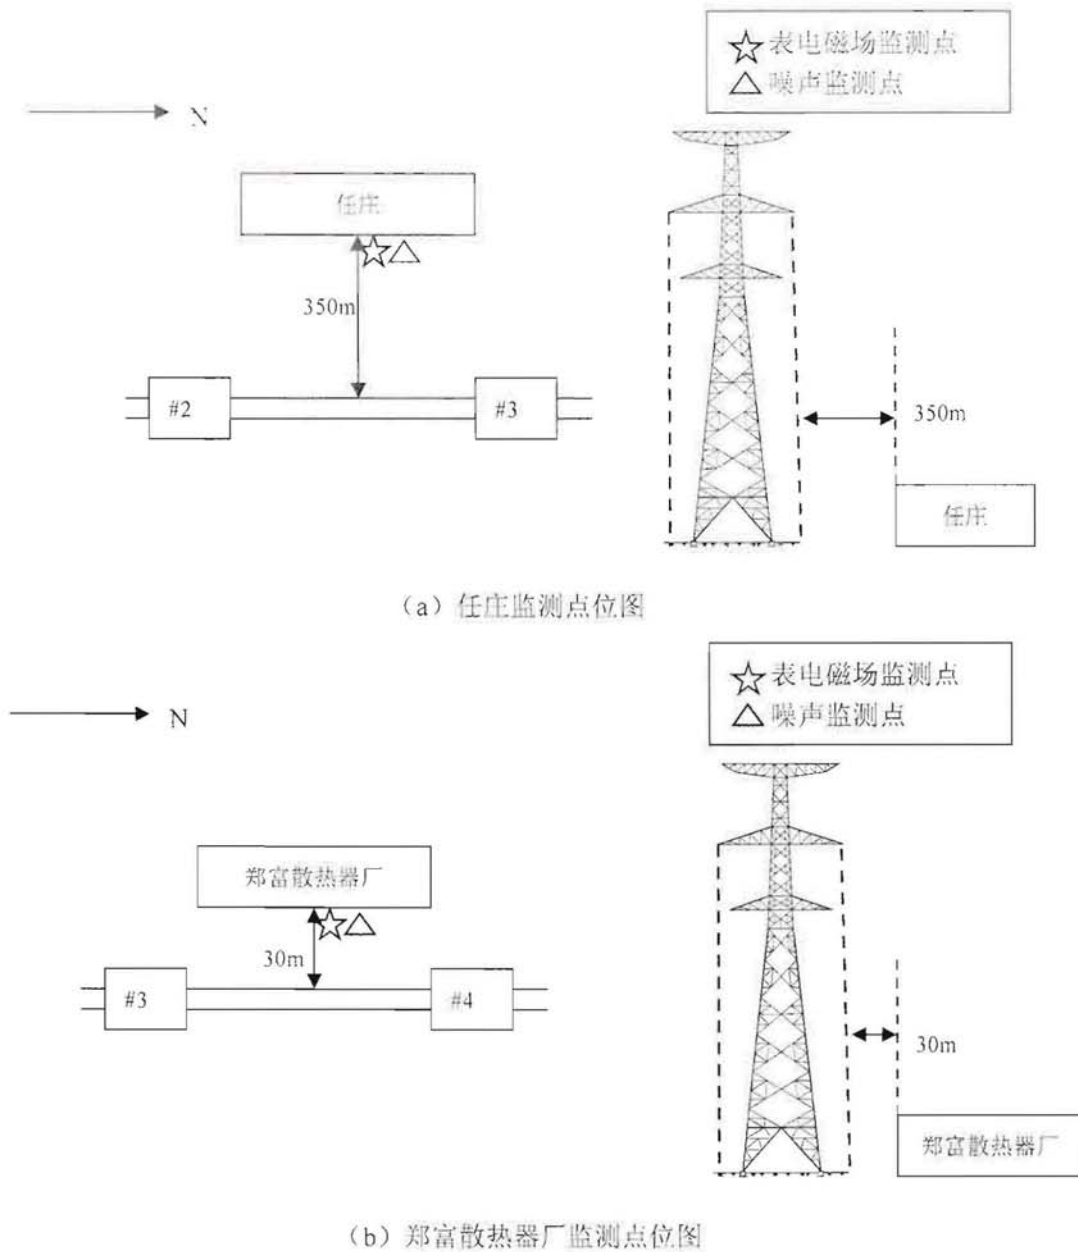 表电磁场监测点
噪声监测点
N
任庄
350m
#2
#3
350m
任庄
（a）任庄监测点位图
表电磁场监测点
噪声监测点
N
郑富散热器厂
30m
#3
#4
30m
郑富散热器厂
（b）郑富散热器厂监测点位图